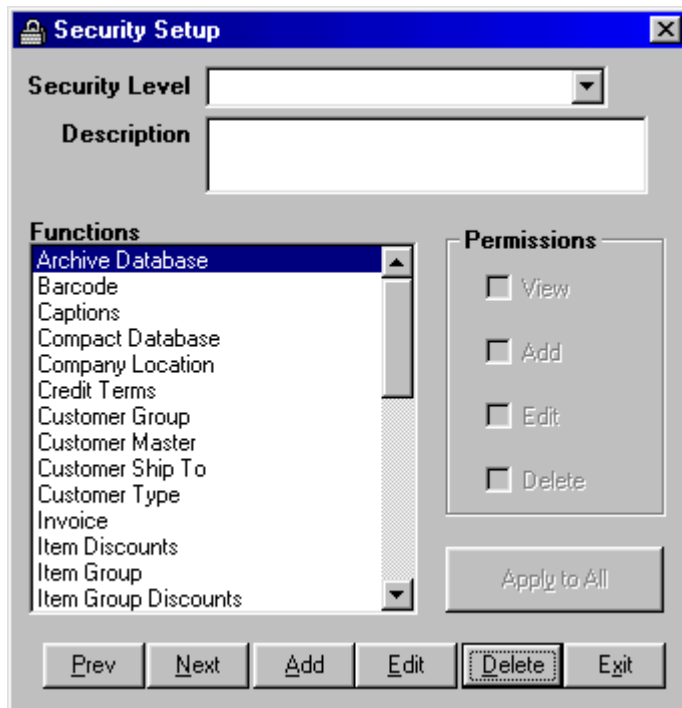 Security Setup
Security Level
Description
Functions
Archive Database
Barcode
Captions
Compact Database
Company Location
Credit Terms
Customer Group
Customer Master
Customer Ship To
Customer Type
Invoice
Item Discounts
Item Group
Item Group Discounts
Permissions
View
Add
Edit
Delete
Apply to All
Prev Next Add Edit Delete Exit